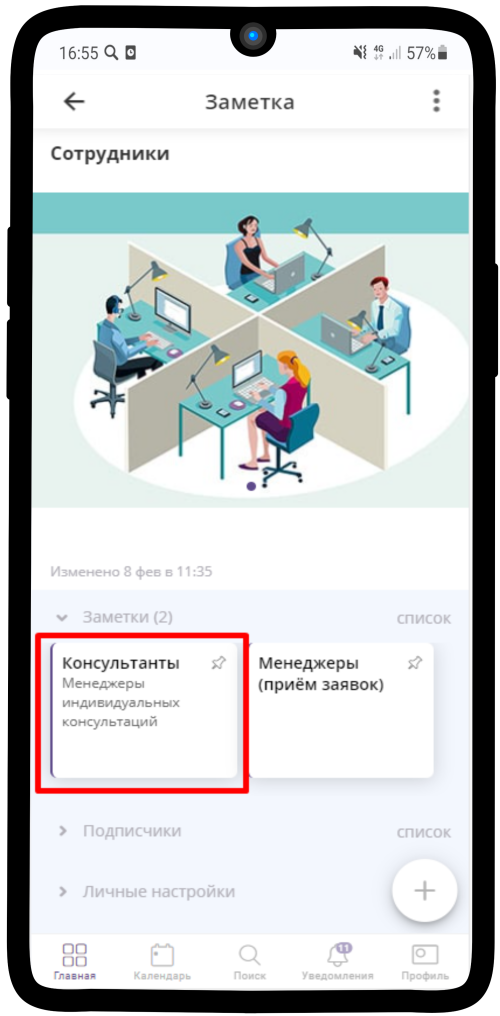 16:55 4G 57%
Заметка
Сотрудники
Изменено 8 фев в 11:35
Заметки (2) список
Консультанты
Менеджеры
индивидуальных
консультаций
Менеджеры
(приём заявок)
Подписчики список
Личные настройки
11
Главная Календарь Поиск Уведомления Профиль